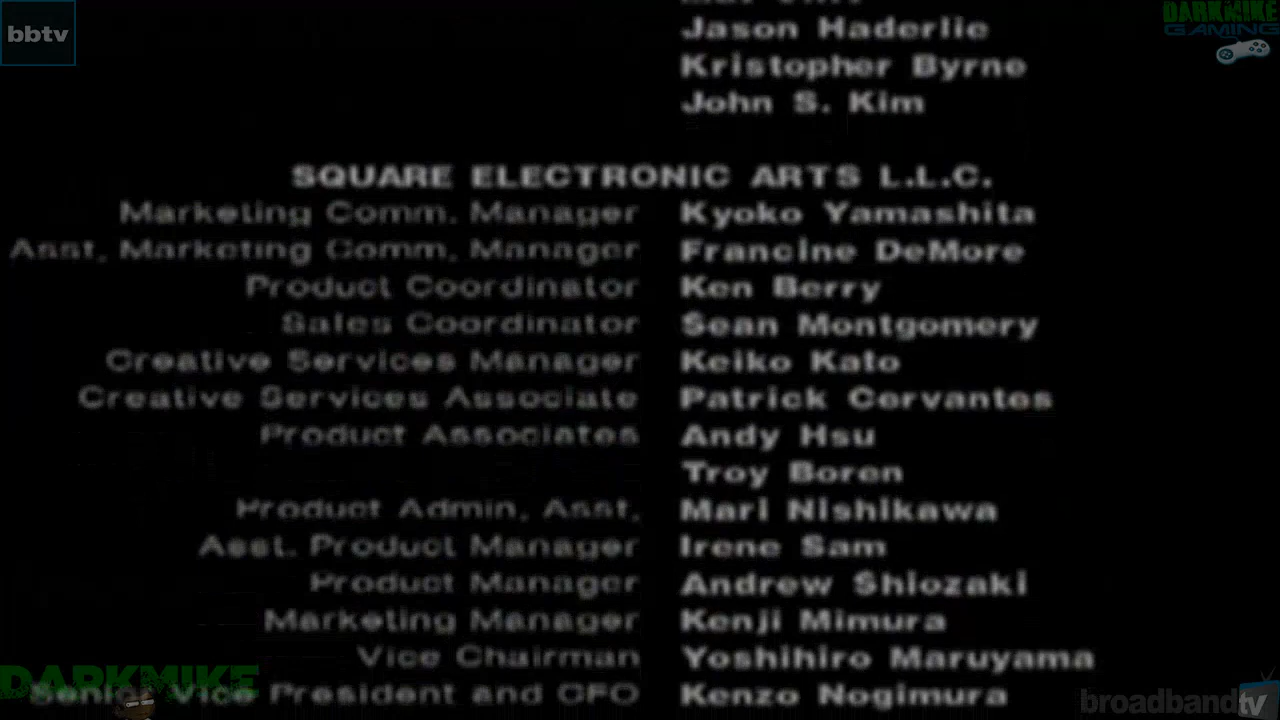 bbtv
DARKMIKE
GAMING
Jason Haderlie
Kristopher Byrne
John S. Kim
SQUARE ELECTRONIC ARTS L.L.C.
Marketing Comm. Manager Kyoko Yamashita
Asst. Marketing Comm. Manager Francine DeMore
Product Coordinator Ken Berry
Sales Coordinator Sean Montgomery
Creative Services Manager Keiko Kato
Creative Services Associate Patrick Cervantes
Product Associates Andy Hsu
Troy Boren
Product Admin. Asst. Mari Nishikawa
Asst. Product Manager Irene Sam
Product Manager Andrew Shiozaki
Marketing Manager Kenji Mimura
Vice Chairman Yoshihiro Maruyama
DARKMIKE
Senior Vice President and CFO Kenzo Nogimura
broadbandtv